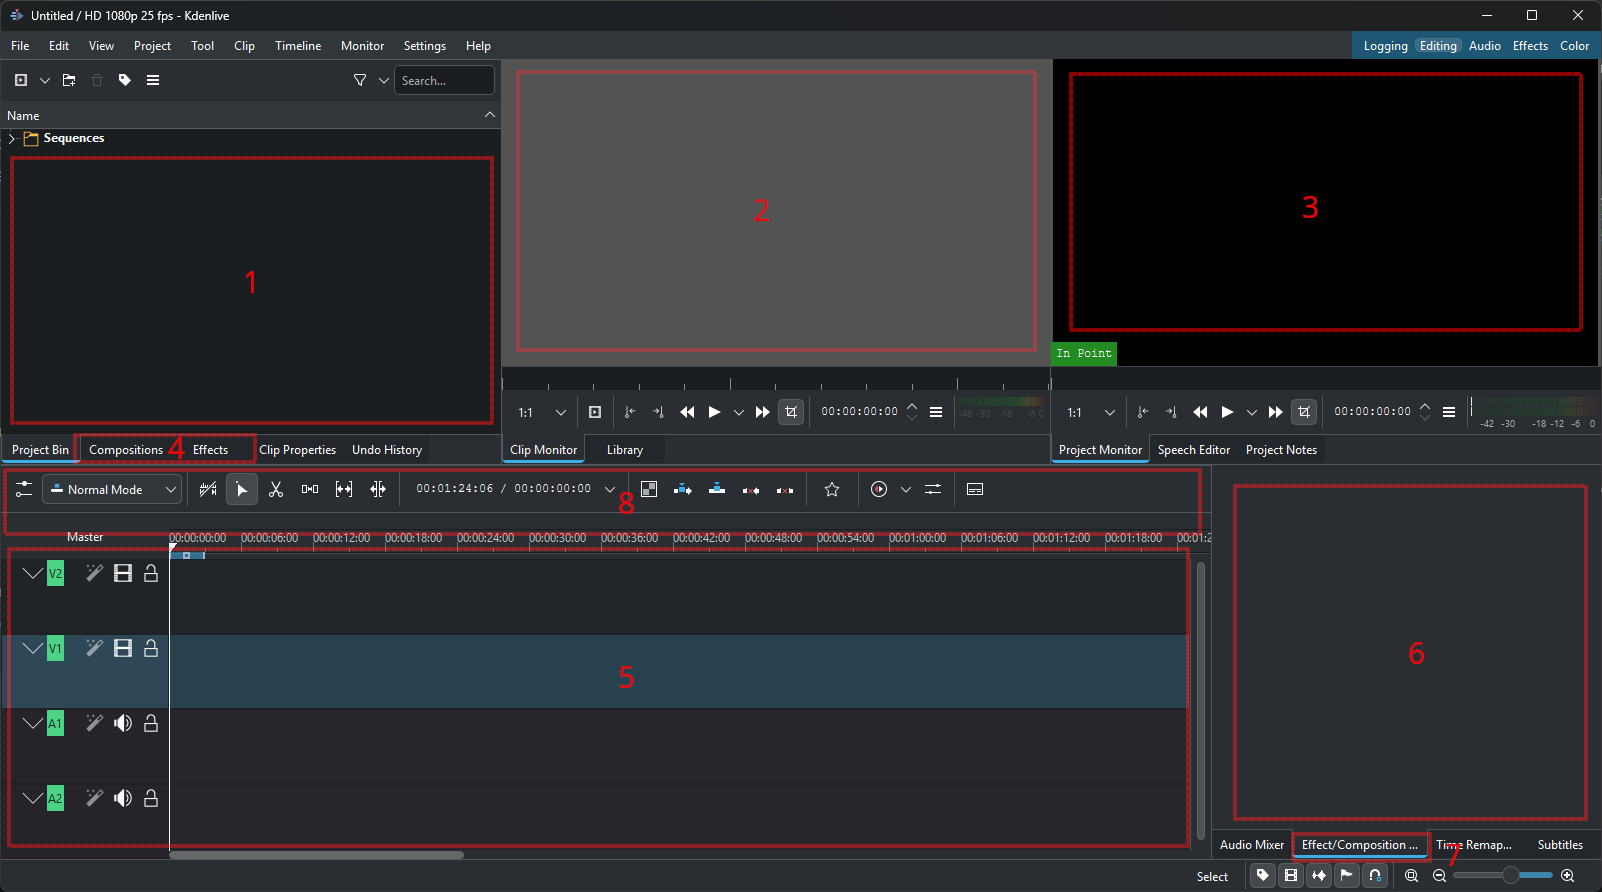 Untitled / HD 1080p 25 fps - Kdenlive
File Edit View Project Tool Clip Timeline Monitor Settings Help
Logging Editing Audio Effects Color
Search...
Name
Sequences
1
2
3
In Point
1:1 00:00:00:00 -48 -30 -18 -6 0
1:1 00:00:00:00 -42 -30 -18 -12 -6 0
Project Bin Compositions 4 Effects Clip Properties Undo History
Clip Monitor Library
Project Monitor Speech Editor Project Notes
Normal Mode 00:01:24:06 / 00:00:00:00
8
Master 00:00:00:00 00:00:06:00 00:00:12:00 00:00:18:00 00:00:24:00 00:00:30:00 00:00:36:00 00:00:42:00 00:00:48:00 00:00:54:00 00:01:00:00 00:01:06:00 00:01:12:00 00:01:18:00 00:01:2
V2
V1
5
A1
A2
6
Audio Mixer Effect/Composition ... Time Remap... Subtitles
7
Select